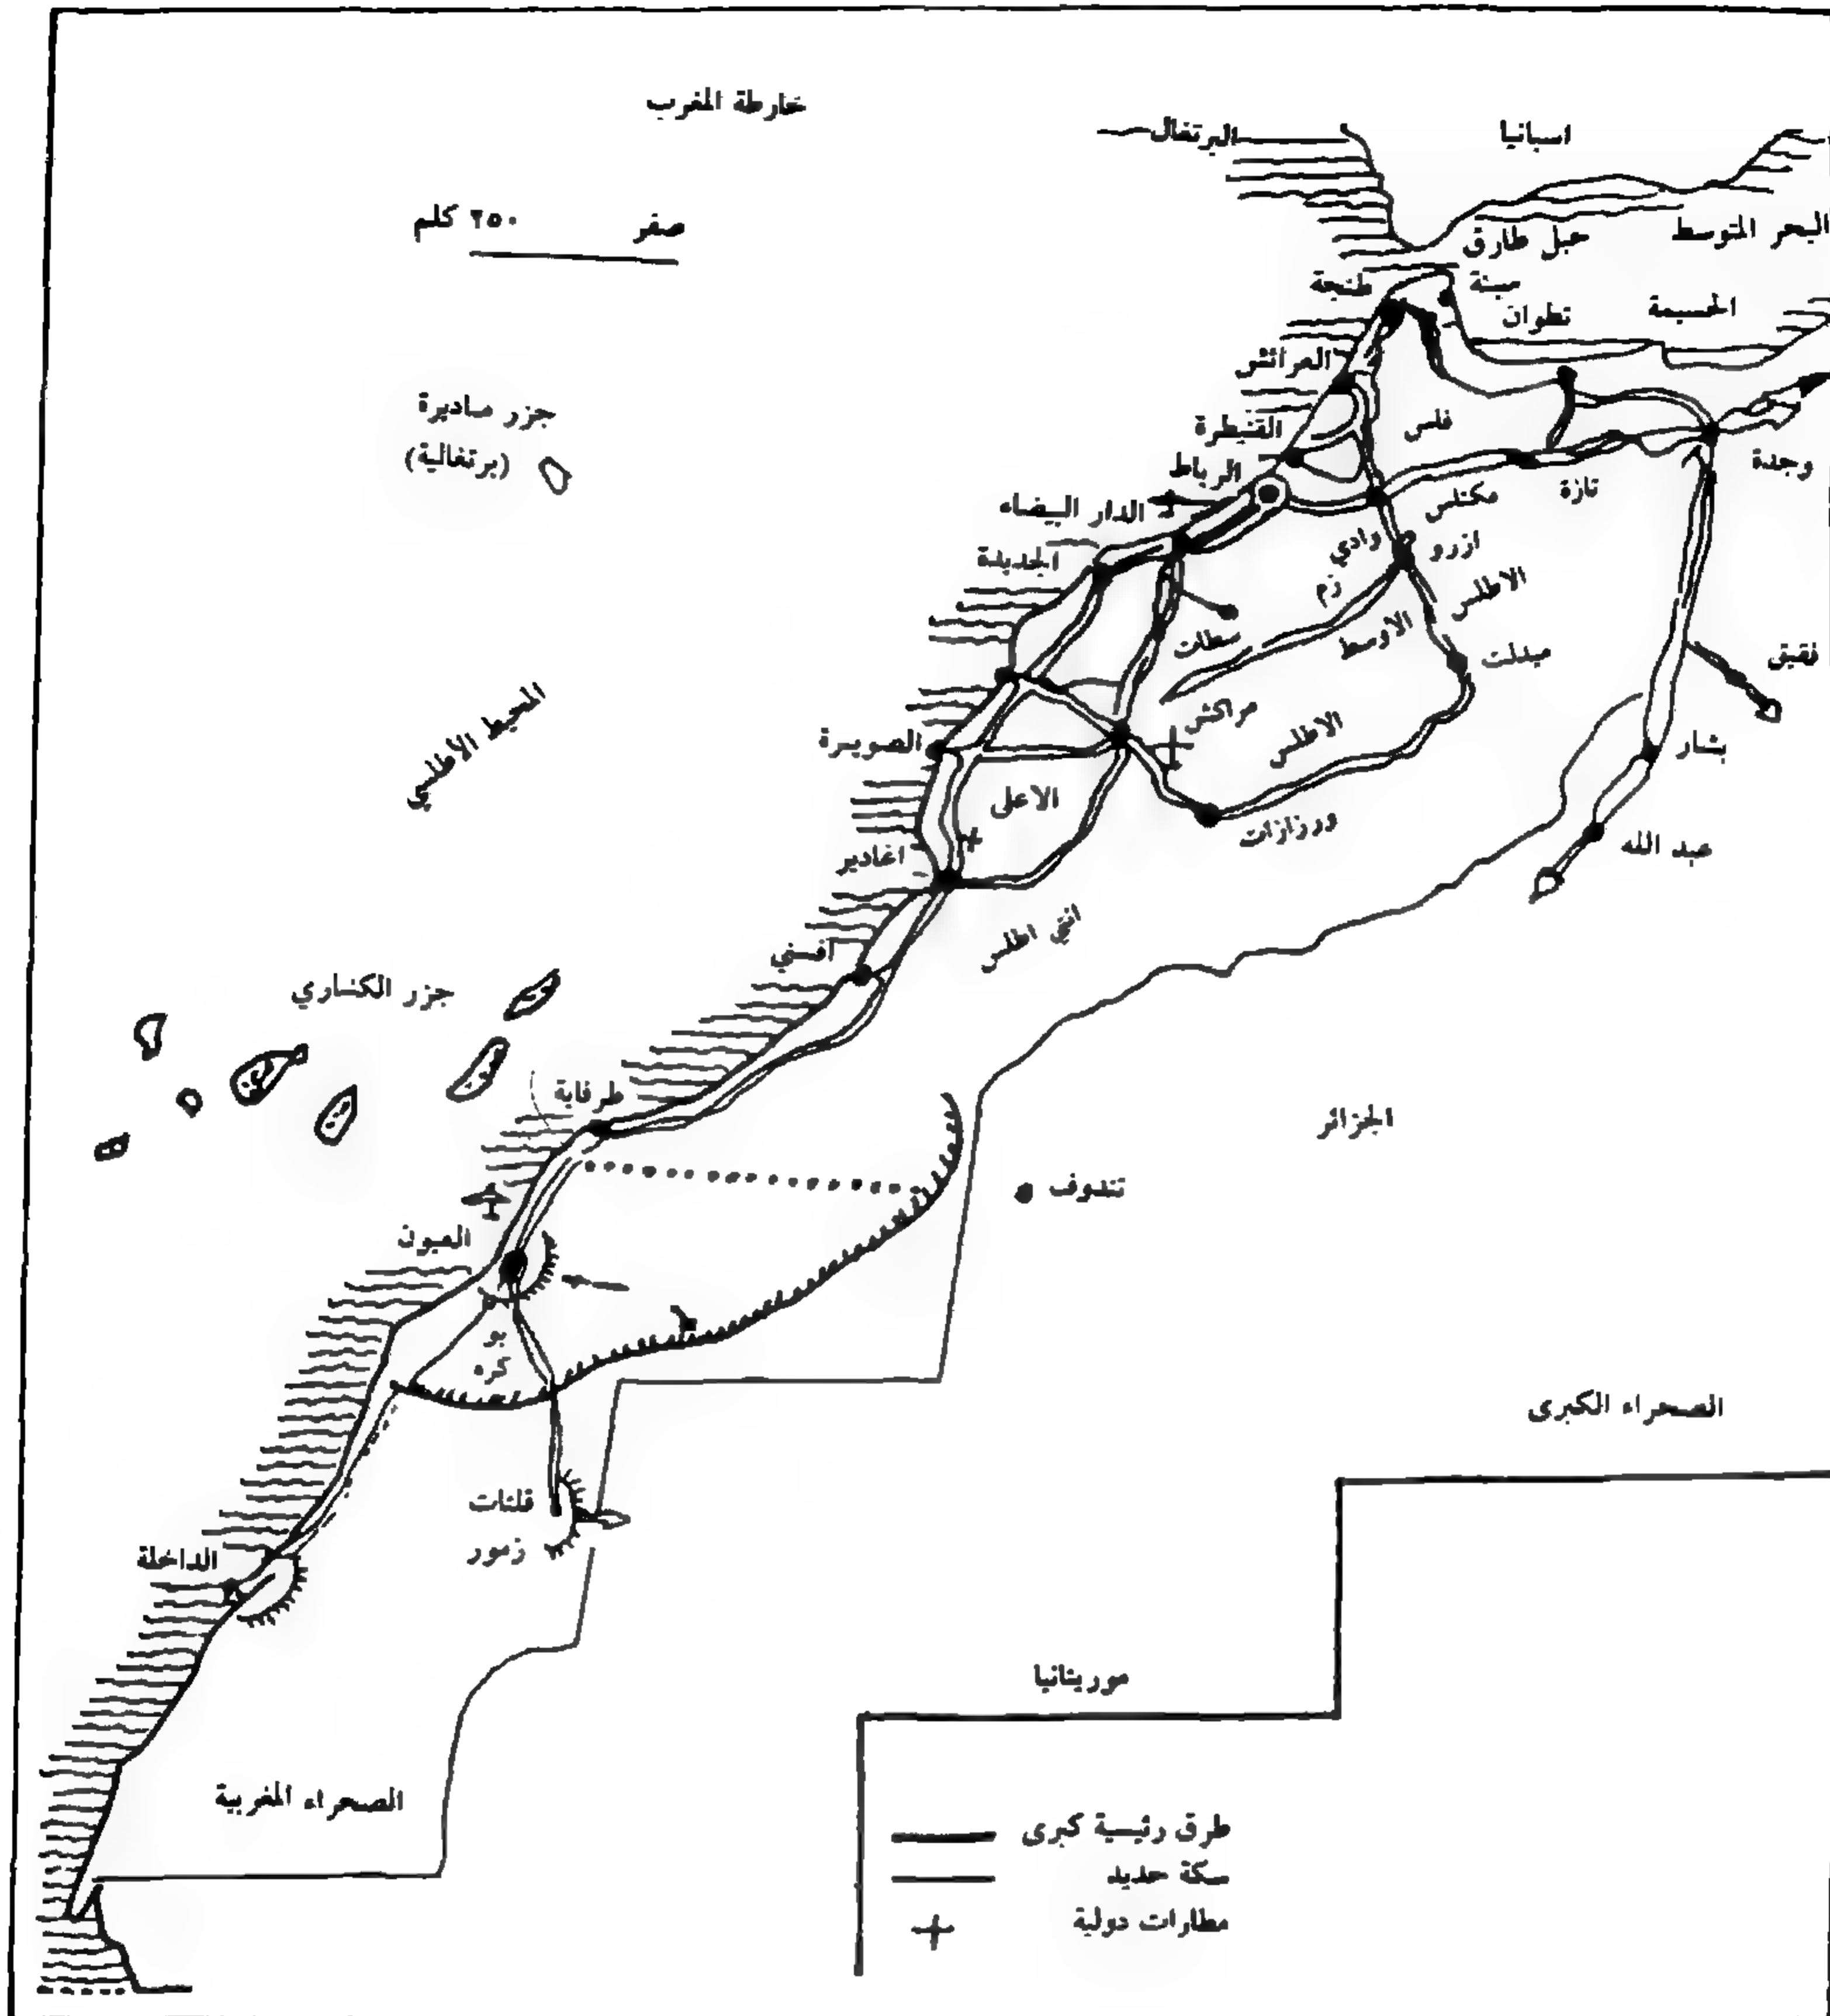 خارطة المغرب
البرتغال
اسبانيا
صفر ٢٥٠ كلم
البحر المتوسط
جبل طارق
طنجة
سبتة
تطوان
الحسيمة
العرائش
جزر ماديرة
(برتغالية)
القنيطرة
فاس
وجدة
الرباط
مكناس
تازة
الدار البيضاء
الجديدة
وادي
زم
ازرو
الاطلس
الاوسط
سطات
ميدلت
فقيق
المحيط الأطلسي
مراكش
الصويرة
الاطلس
بشار
الاعلى
ورزازات
عبد الله
اغادير
انتي اطلس
افني
جزر الكناري
طرفاية
الجزائر
تندوف
العيون
بو
كره
الصحراء الكبرى
قلتات
زمور
الداخلة
موريتانيا
الصحراء المغربية
طرق رئيسية كبرى
سكة حديد
مطارات دولية